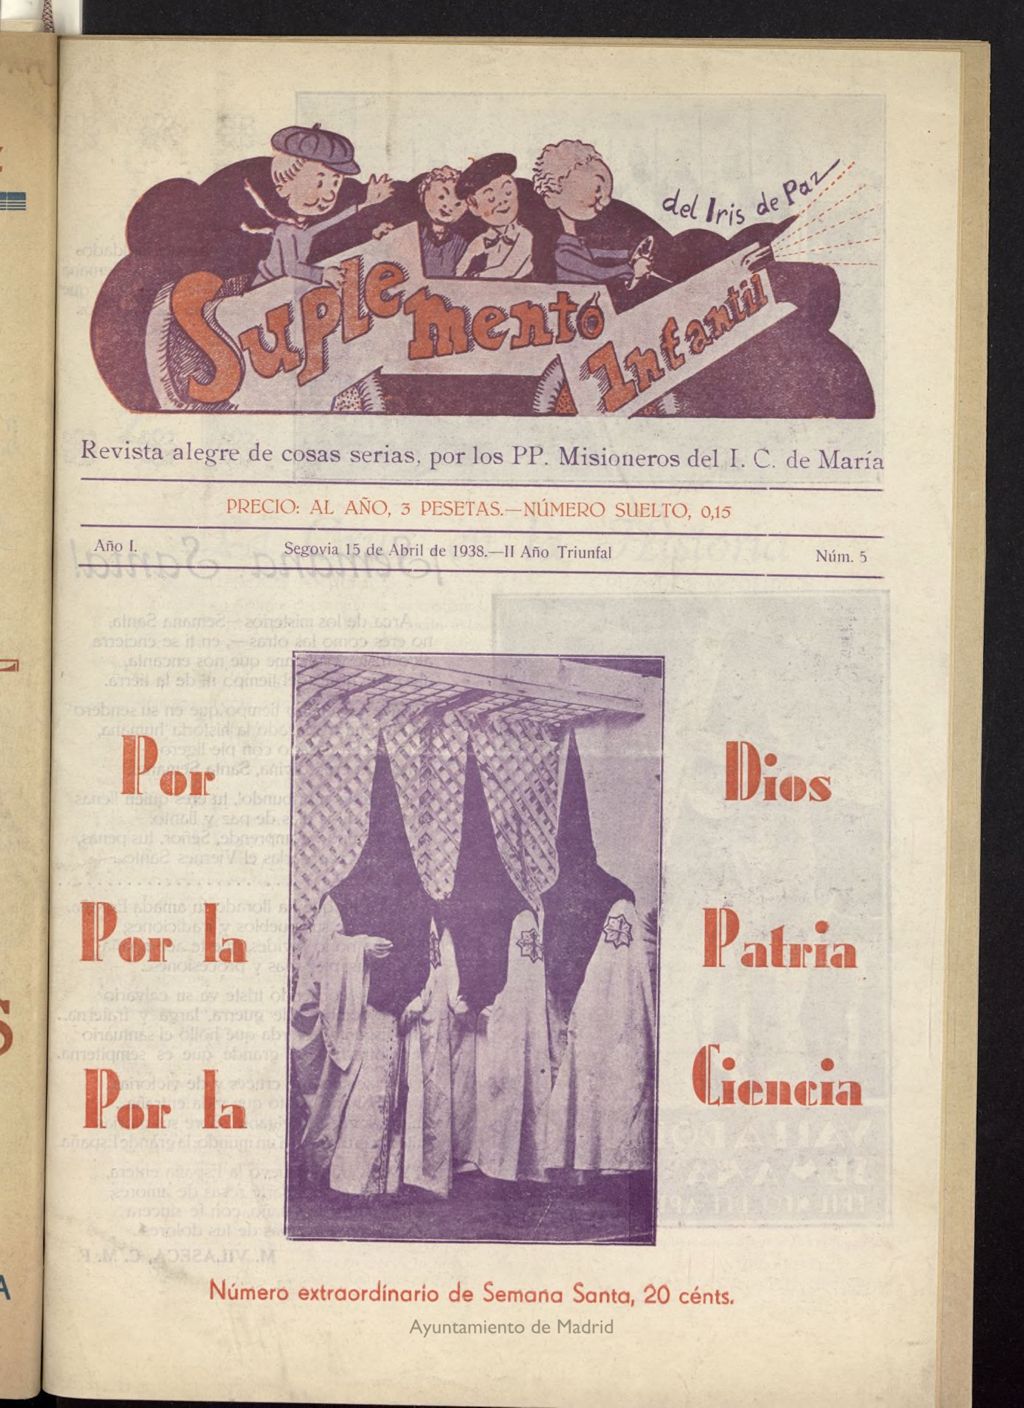 del Iris de Paz
Suplemento
Infantil
Revista alegre de cosas serias, por los PP. Misioneros del I. C. de María
PRECIO: AL AÑO, 3 PESETAS.—NÚMERO SUELTO, 0,15
Año I.
Segovia 15 de Abril de 1938.—II Año Triunfal
Núm. 5
Por Dios
Por la Patria
Por la Ciencia
Número extraordinario de Semana Santa, 20 cénts.
Ayuntamiento de Madrid